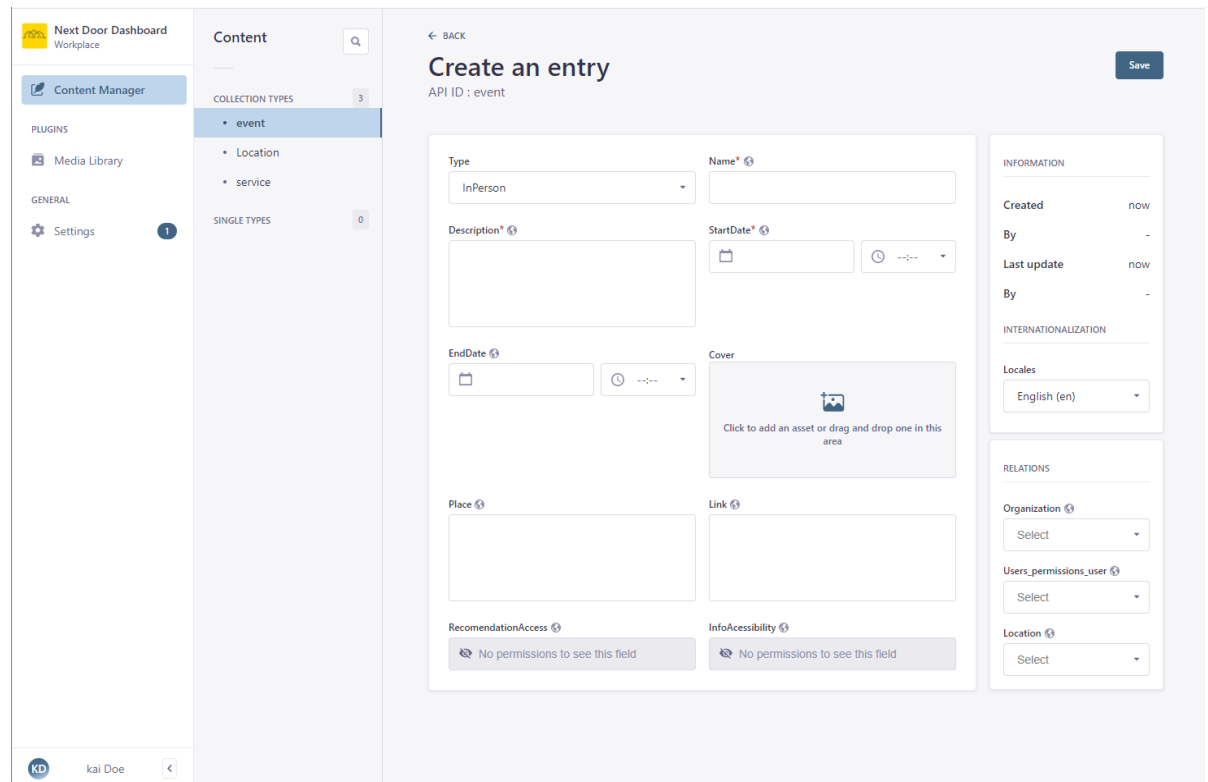 Next Door Dashboard
Workplace
Content Manager
PLUGINS
Media Library
GENERAL
Settings
1
KD
kai Doe
Content
COLLECTION TYPES
3
event
Location
service
SINGLE TYPES
0
BACK
Create an entry
API ID : event
Save
Type
InPerson
Name*
Description*
StartDate*
--:--
EndDate
--:--
Cover
Click to add an asset or drag and drop one in this
area
Place
Link
RecomendationAccess
No permissions to see this field
InfoAcessibility
No permissions to see this field
INFORMATION
Created
now
By
-
Last update
now
By
-
INTERNATIONALIZATION
Locales
English (en)
RELATIONS
Organization
Select
Users_permissions_user
Select
Location
Select